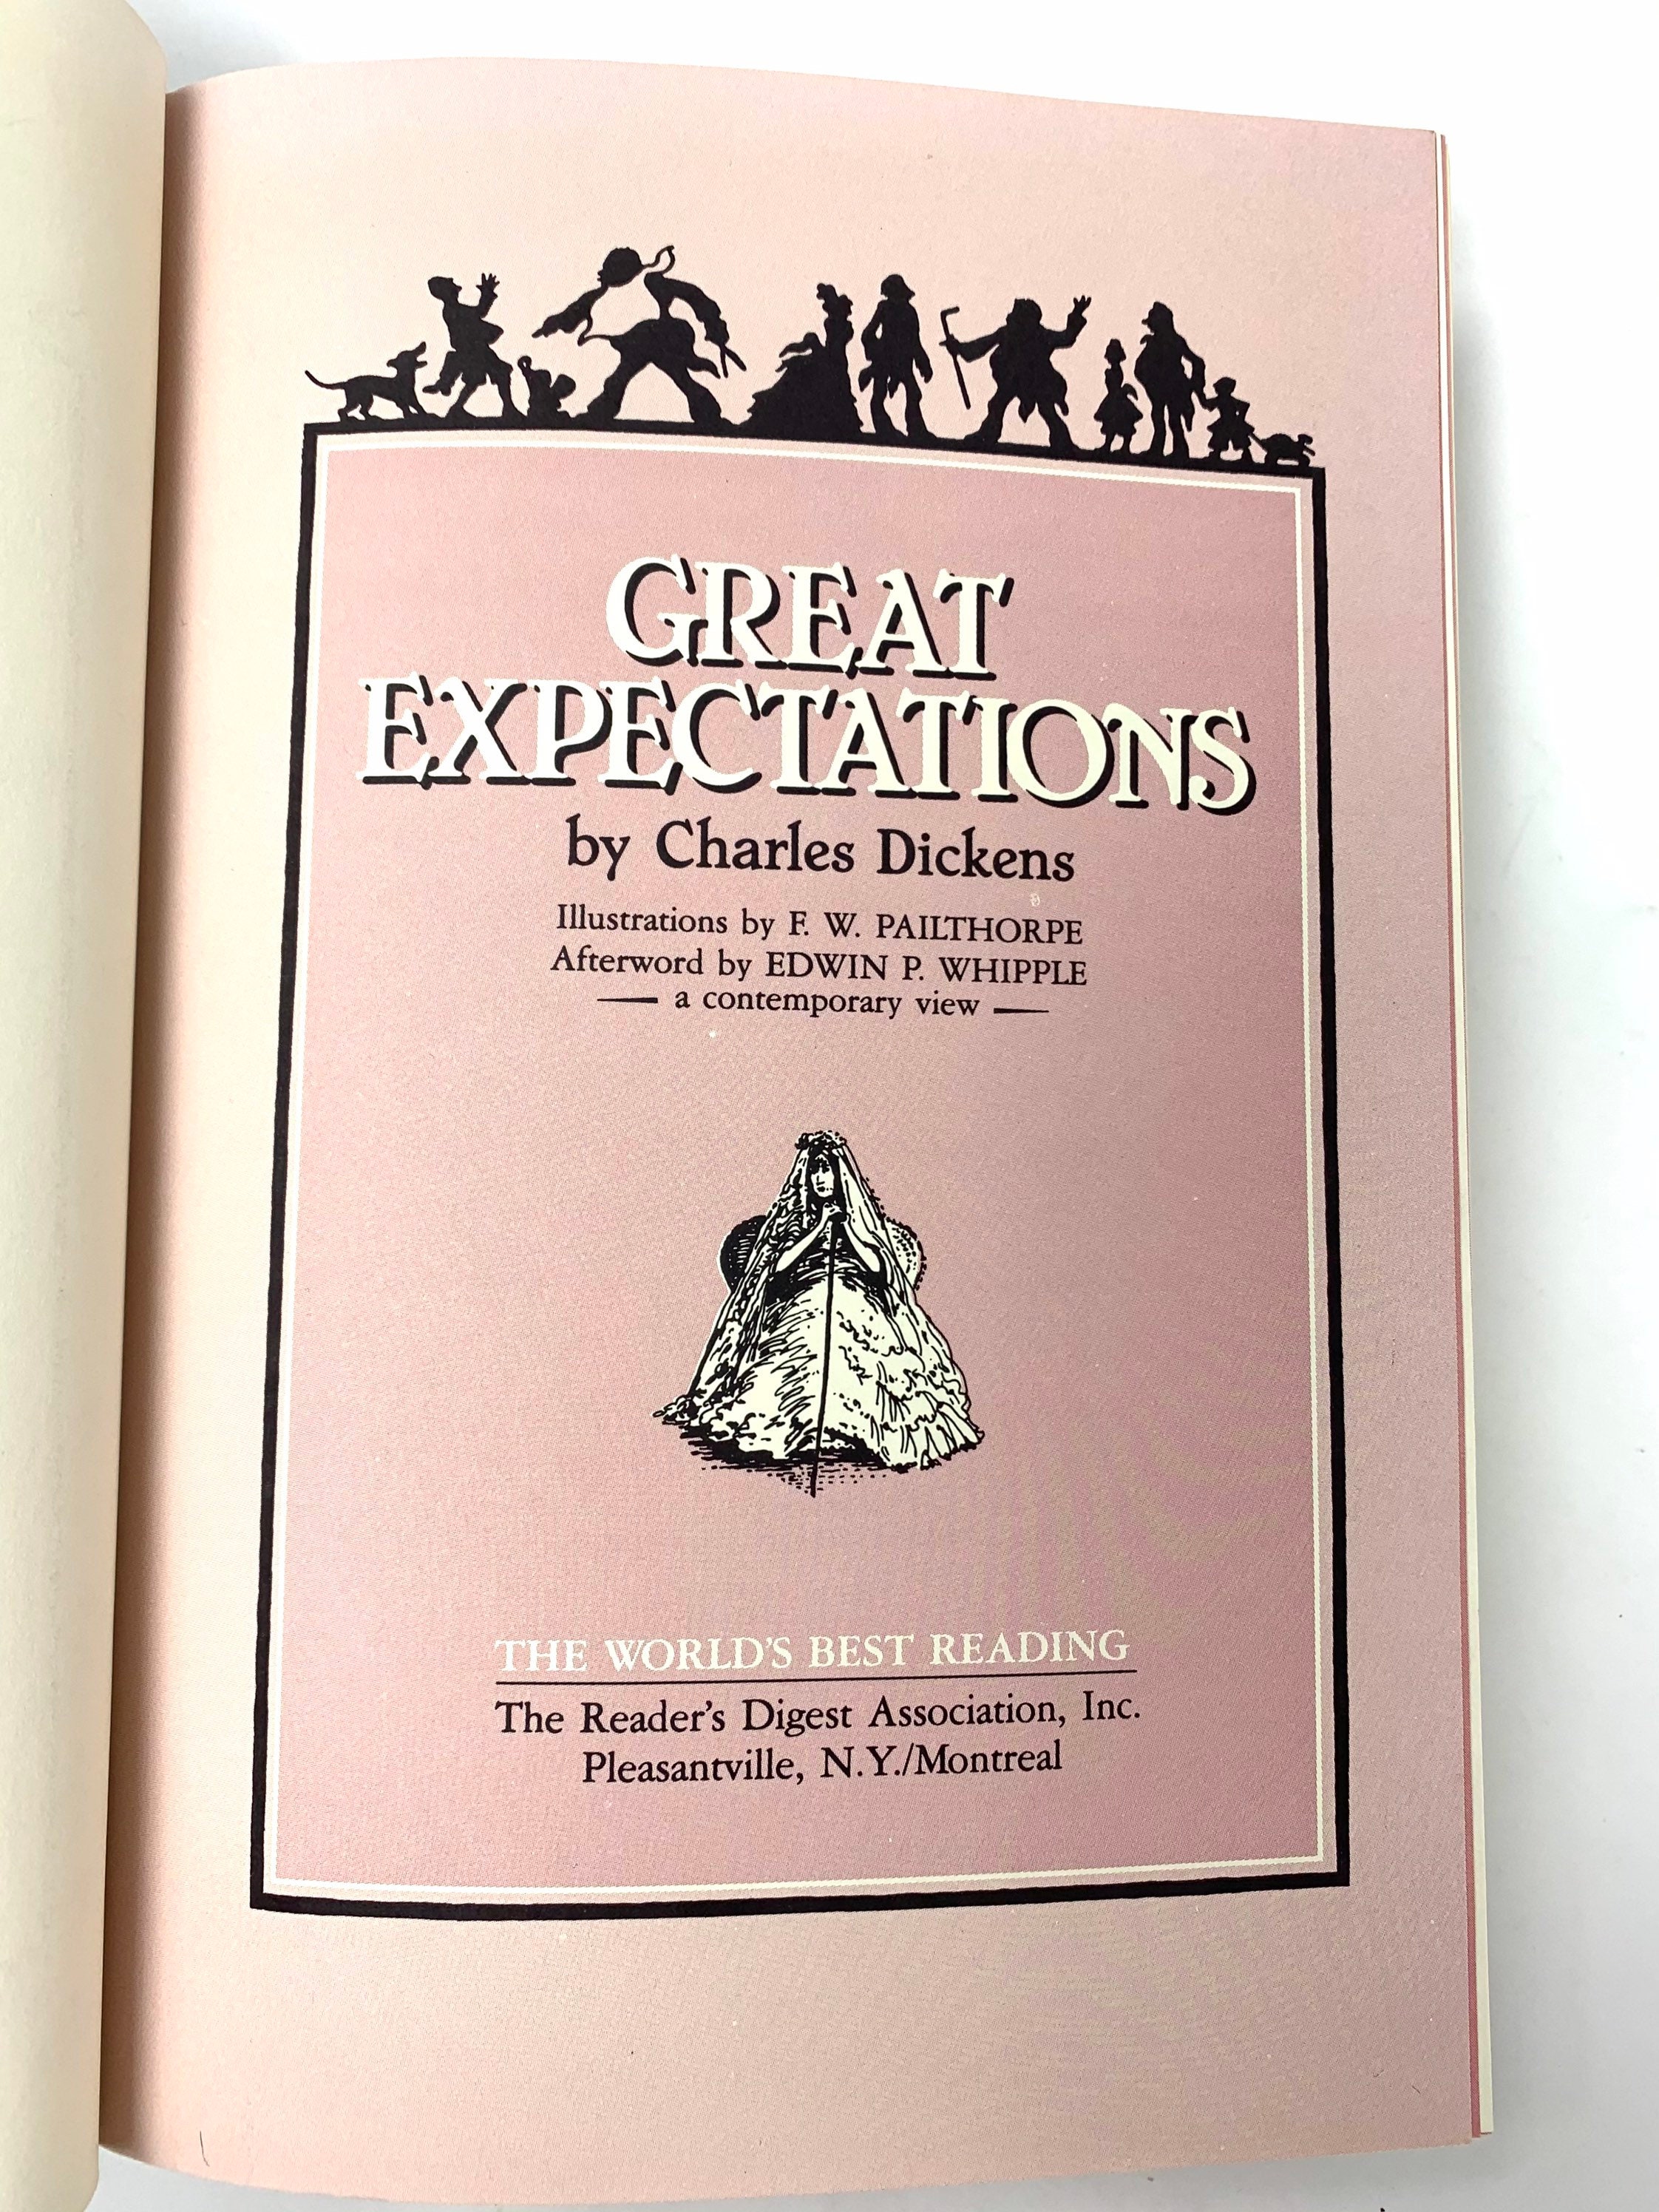 GREAT
EXPECTATIONS
by Charles Dickens
Illustrations by F. W. PAILTHORPE
Afterword by EDWIN P. WHIPPLE
— a contemporary view —
THE WORLD'S BEST READING
The Reader's Digest Association, Inc.
Pleasantville, N.Y./Montreal